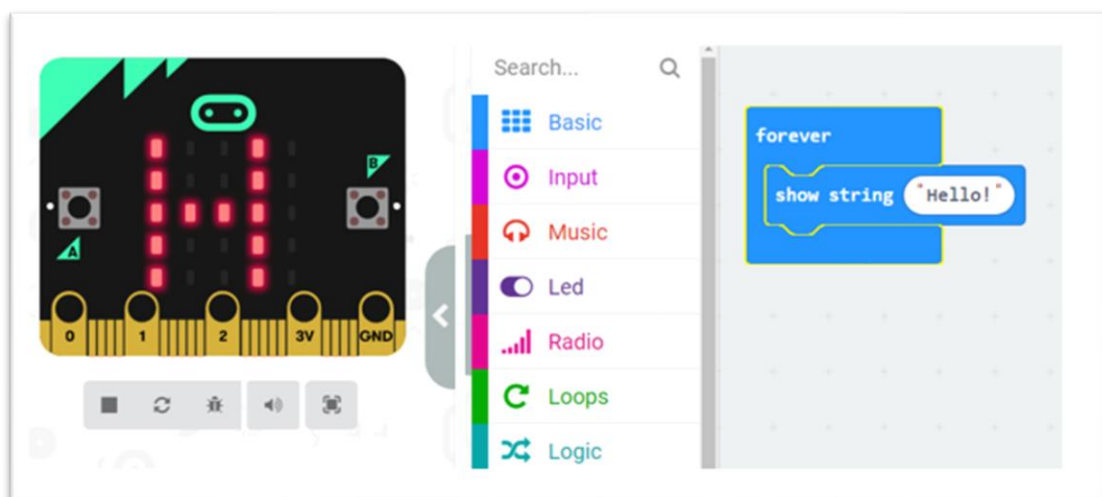 B
A
0 1 2 3V GND
Search...
Basic
Input
Music
Led
Radio
Loops
Logic
forever
show string "Hello!"